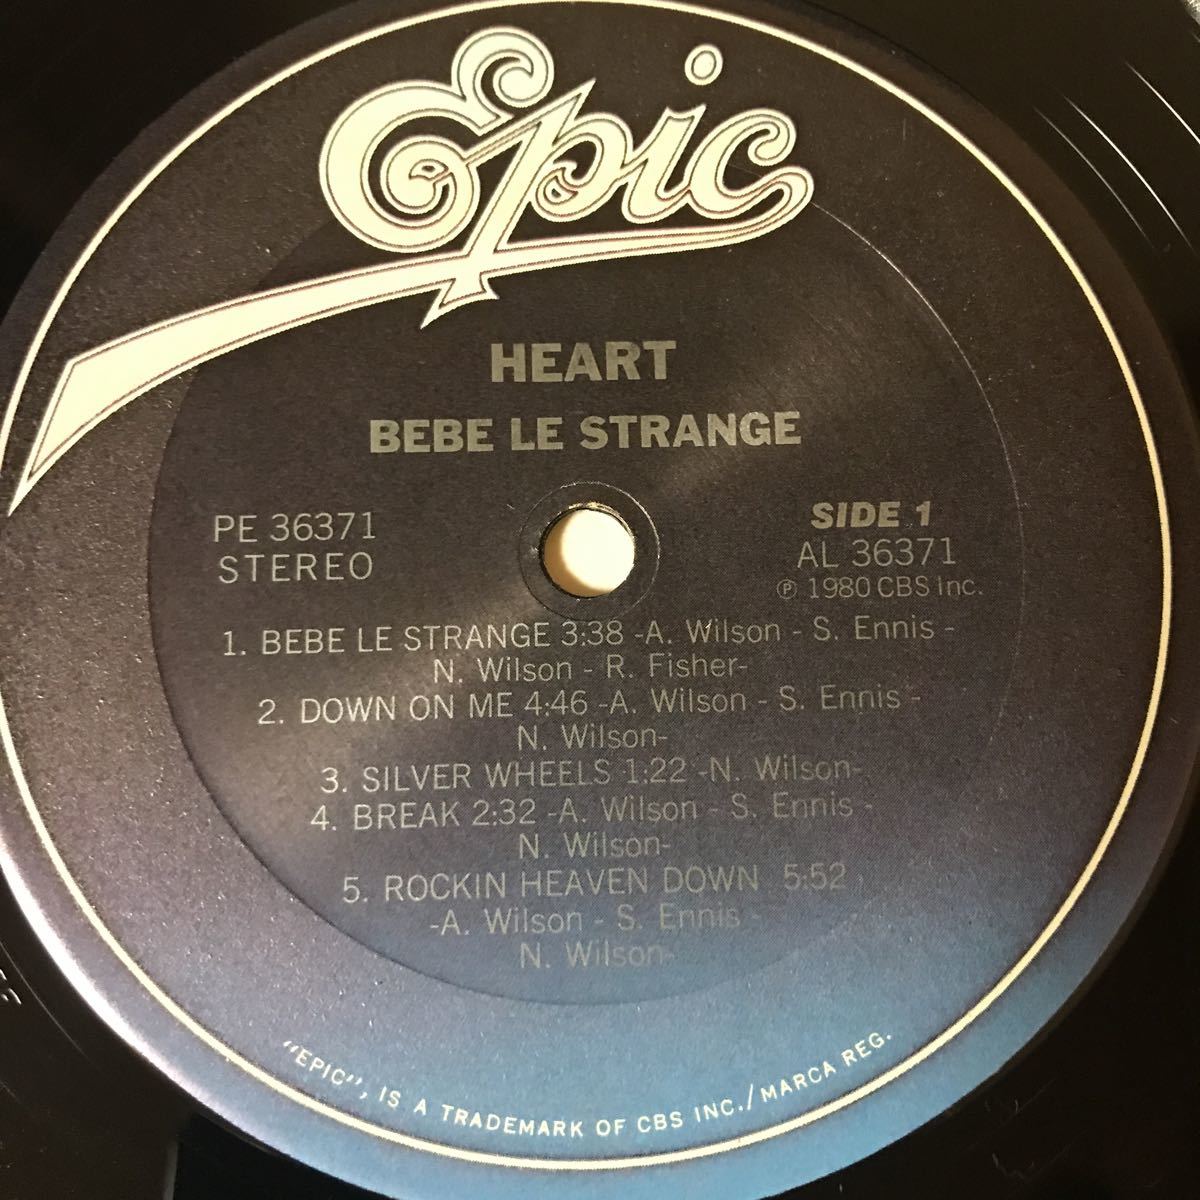 Epic
HEART
BEBE LE STRANGE
PE 36371
STEREO
SIDE 1
AL 36371
℗ 1980 CBS Inc.
1. BEBE LE STRANGE 3:38 -A. Wilson - S. Ennis -
N. Wilson - R. Fisher-
2. DOWN ON ME 4:46 -A. Wilson - S. Ennis -
N. Wilson-
3. SILVER WHEELS 1:22 -N. Wilson-
4. BREAK 2:32 -A. Wilson - S. Ennis -
N. Wilson-
5. ROCKIN HEAVEN DOWN 5:52
-A. Wilson - S. Ennis -
N. Wilson-
"EPIC", IS A TRADEMARK OF CBS INC./MARCA REG.